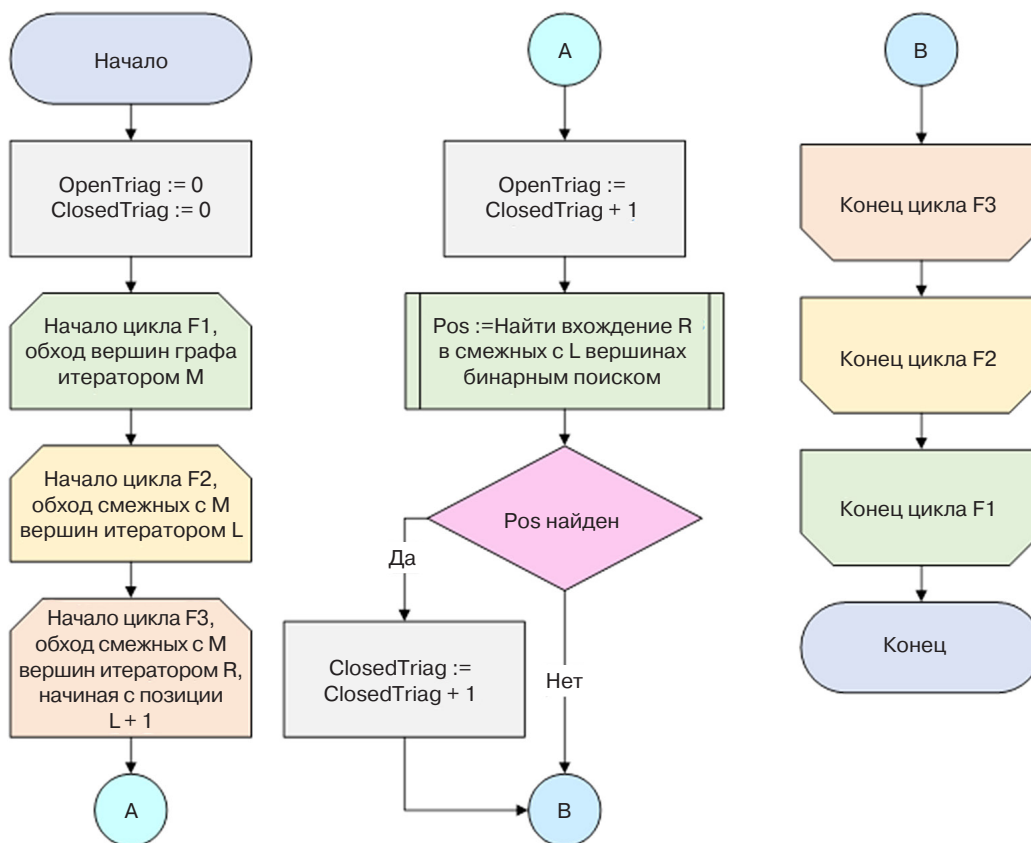 Начало
OpenTriag := 0
ClosedTriag := 0
Начало цикла F1,
обход вершин графа
итератором M
Начало цикла F2,
обход смежных с M
вершин итератором L
Начало цикла F3,
обход смежных с M
вершин итератором R,
начиная с позиции
L + 1
A
A
OpenTriag :=
ClosedTriag + 1
Pos :=Найти вхождение R
в смежных с L вершинах
бинарным поиском
Pos найден
Да
Нет
ClosedTriag :=
ClosedTriag + 1
B
B
Конец цикла F3
Конец цикла F2
Конец цикла F1
Конец